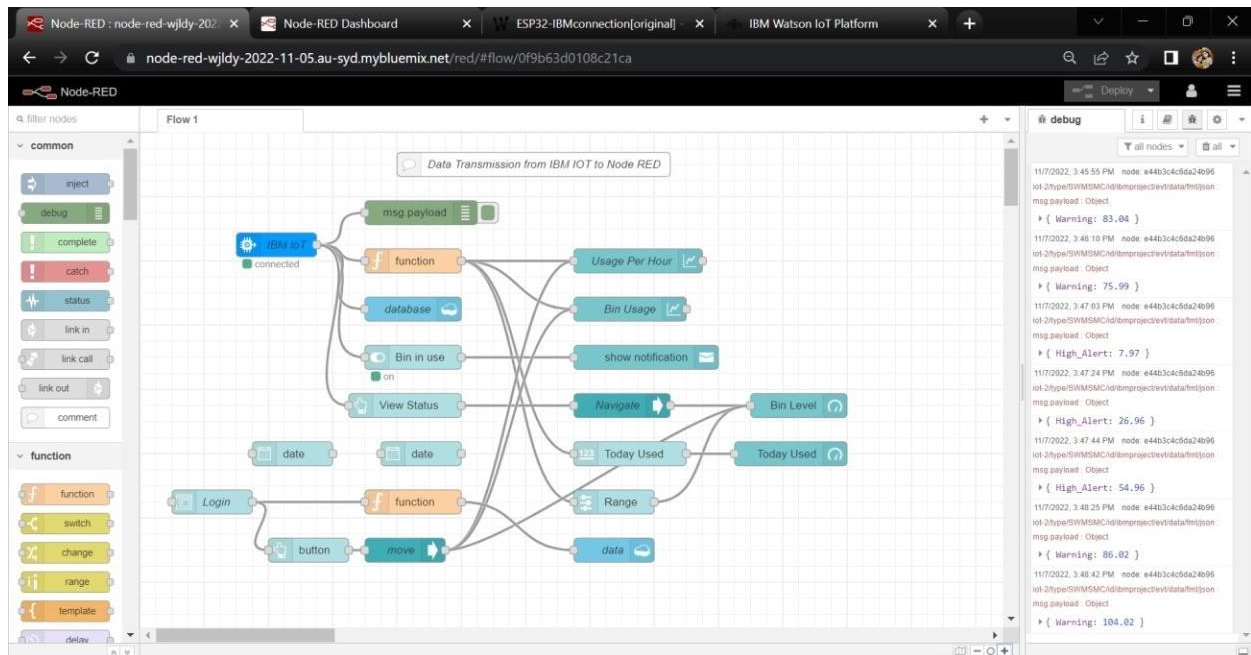 Node-RED : node-red-wjldy-202
Node-RED Dashboard
ESP32-IBMconnection[original] -
IBM Watson IoT Platform
node-red-wjldy-2022-11-05.au-syd.mybluemix.net/red/#flow/0f9b63d0108c21ca
Node-RED
Deploy
filter nodes
Flow 1
debug
i
all nodes
all
common
inject
debug
complete
catch
status
link in
link call
link out
comment
function
function
switch
change
range
template
delay
Data Transmission from IBM IOT to Node RED
msg.payload
IBM IoT
connected
function
Usage Per Hour
database
Bin Usage
Bin in use
on
show notification
View Status
Navigate
Bin Level
date
date
123
Today Used
Today Used
Login
function
Range
button
move
data
11/7/2022, 3:45:55 PM node: e44b3c4c6da24b96
iot-2/type/SWMSMC/id/ibmproject/evt/data/fmt/json :
msg.payload : Object
{ Warning: 83.04 }
11/7/2022, 3:46:10 PM node: e44b3c4c6da24b96
iot-2/type/SWMSMC/id/ibmproject/evt/data/fmt/json :
msg.payload : Object
{ Warning: 75.99 }
11/7/2022, 3:47:03 PM node: e44b3c4c6da24b96
iot-2/type/SWMSMC/id/ibmproject/evt/data/fmt/json :
msg.payload : Object
{ High_Alert: 7.97 }
11/7/2022, 3:47:24 PM node: e44b3c4c6da24b96
iot-2/type/SWMSMC/id/ibmproject/evt/data/fmt/json :
msg.payload : Object
{ High_Alert: 26.96 }
11/7/2022, 3:47:44 PM node: e44b3c4c6da24b96
iot-2/type/SWMSMC/id/ibmproject/evt/data/fmt/json :
msg.payload : Object
{ High_Alert: 54.96 }
11/7/2022, 3:48:25 PM node: e44b3c4c6da24b96
iot-2/type/SWMSMC/id/ibmproject/evt/data/fmt/json :
msg.payload : Object
{ Warning: 86.02 }
11/7/2022, 3:48:42 PM node: e44b3c4c6da24b96
iot-2/type/SWMSMC/id/ibmproject/evt/data/fmt/json :
msg.payload : Object
{ Warning: 104.02 }